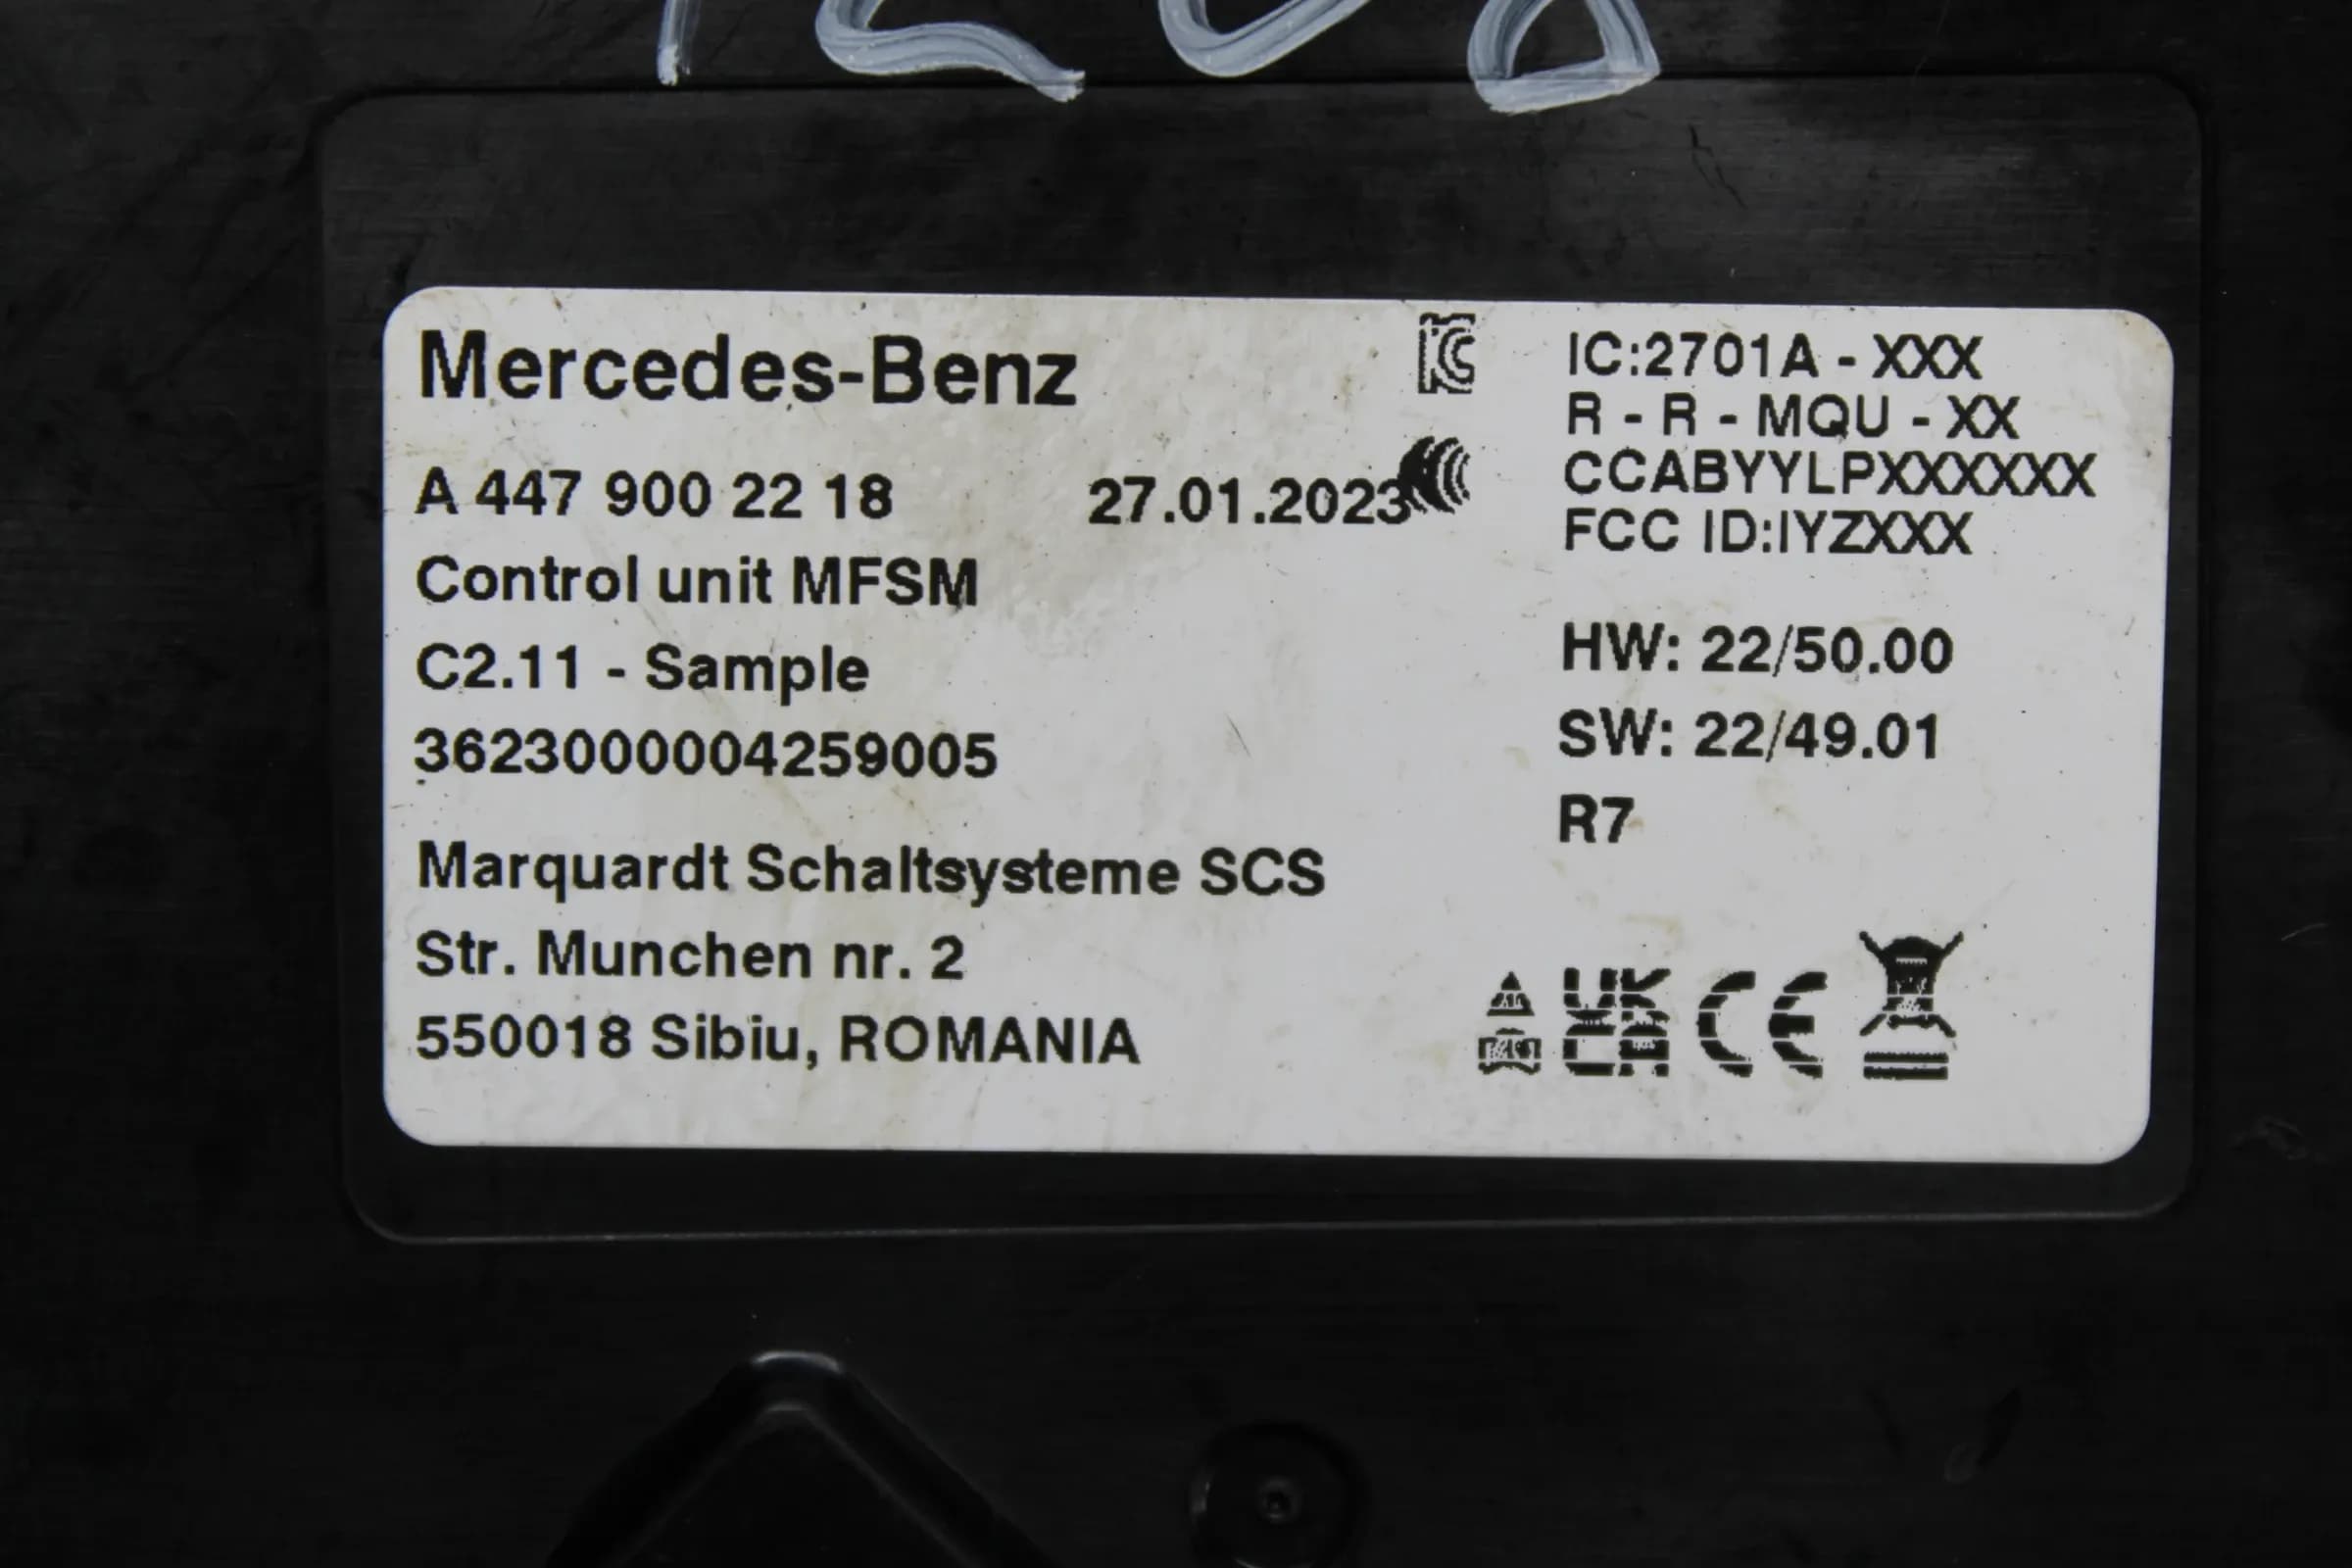 Mercedes-Benz
A 447 900 22 18 27.01.2023
Control unit MFSM
C2.11 - Sample
3623000004259005
Marquardt Schaltsysteme SCS
Str. Munchen nr. 2
550018 Sibiu, ROMANIA
IC:2701A - XXX
R - R - MQU - XX
CCABYYLPXXXXXX
FCC ID:IYZXXX
HW: 22/50.00
SW: 22/49.01
R7
UK
CA CE